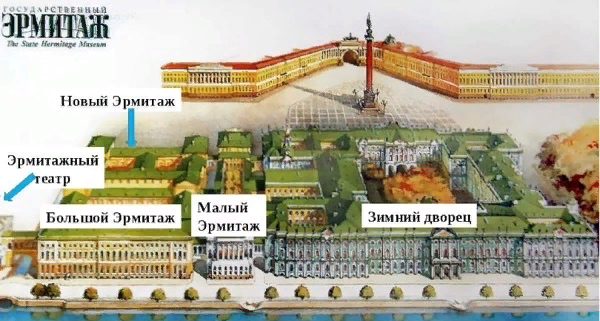 ГОСУДАРСТВЕННЫЙ
ЭРМИТАЖ
The State Hermitage Museum
Новый Эрмитаж
Эрмитажный
театр
Большой Эрмитаж
Малый
Эрмитаж
Зимний дворец